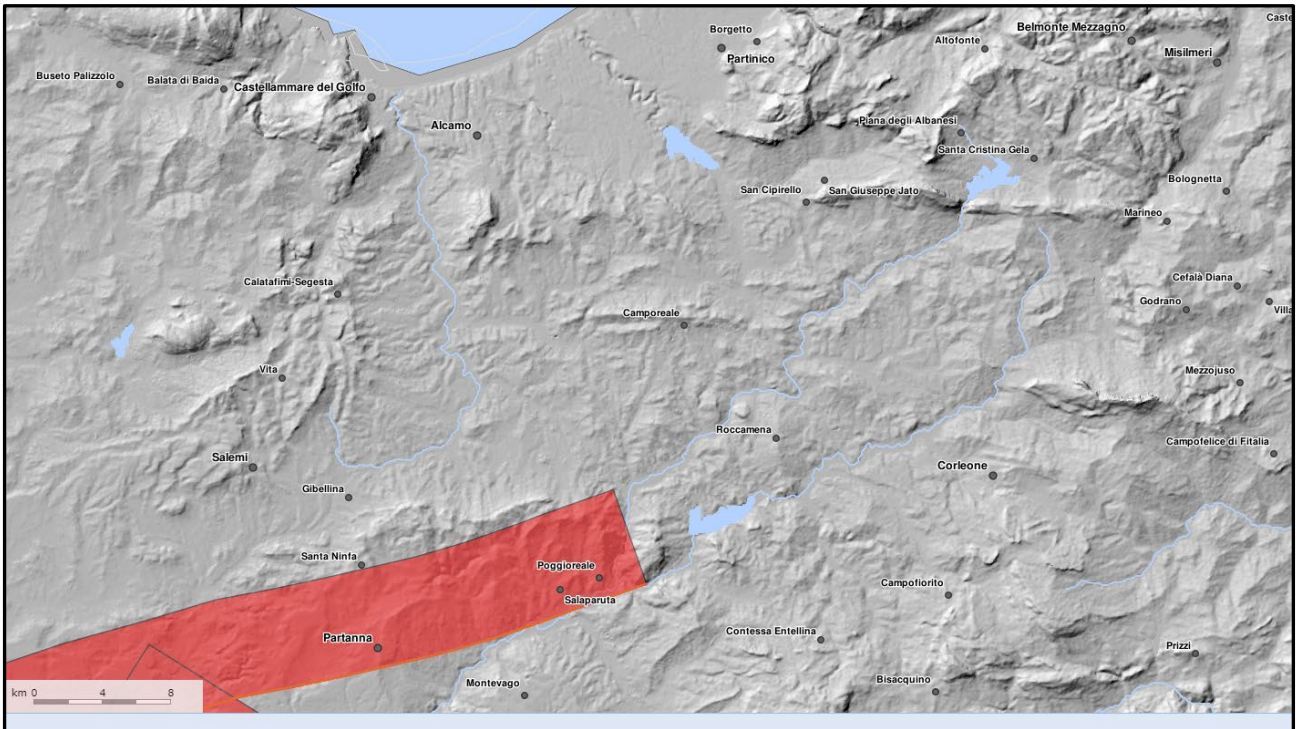 Borgetto
Partinico
Altofonte
Belmonte Mezzagno
Caste
Misilmeri
Buseto Palizzolo
Balata di Baida
Castellammare del Golfo
Alcamo
Piana degli Albanesi
Santa Cristina Gela
San Cipirello
San Giuseppe Jato
Bolognetta
Marineo
Calatafimi-Segesta
Camporeale
Cefalà Diana
Godrano
Villa
Vita
Mezzojuso
Roccamena
Campofelice di Fitalia
Salemi
Corleone
Gibellina
Santa Ninfa
Poggioreale
Salaparuta
Campofiorito
Partanna
Contessa Entellina
Prizzi
Montevago
Bisacquino
km 0 4 8